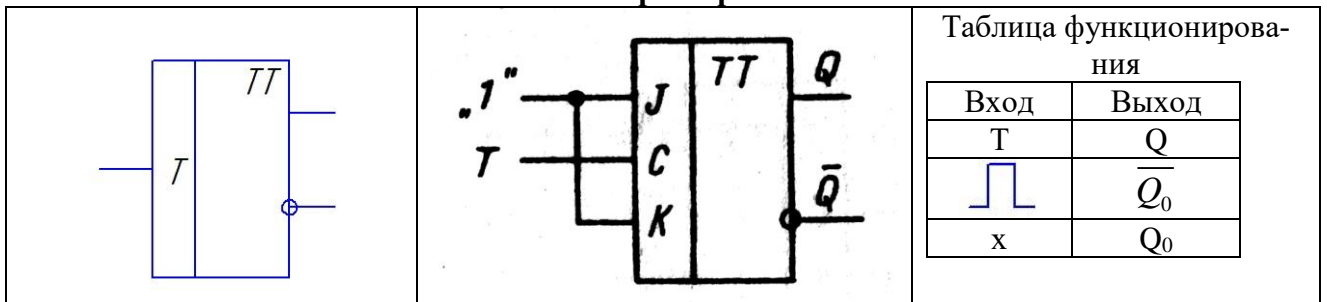 TT
T
„1"
T
J
C
K
TT
Q
Q̅
Таблица функционирова-
ния
Вход Выход
T Q
Q̅₀
x Q₀